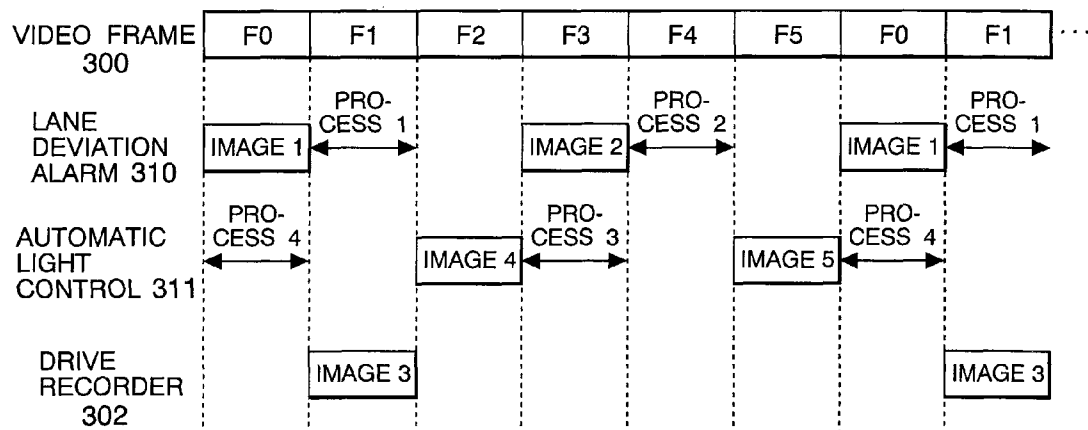 VIDEO FRAME
300
F0 F1 F2 F3 F4 F5 F0 F1 ...
LANE
DEVIATION
ALARM 310
IMAGE 1
PRO-
CESS 1
IMAGE 2
PRO-
CESS 2
IMAGE 1
PRO-
CESS 1
AUTOMATIC
LIGHT
CONTROL 311
PRO-
CESS 4
IMAGE 4
PRO-
CESS 3
IMAGE 5
PRO-
CESS 4
DRIVE
RECORDER
302
IMAGE 3
IMAGE 3